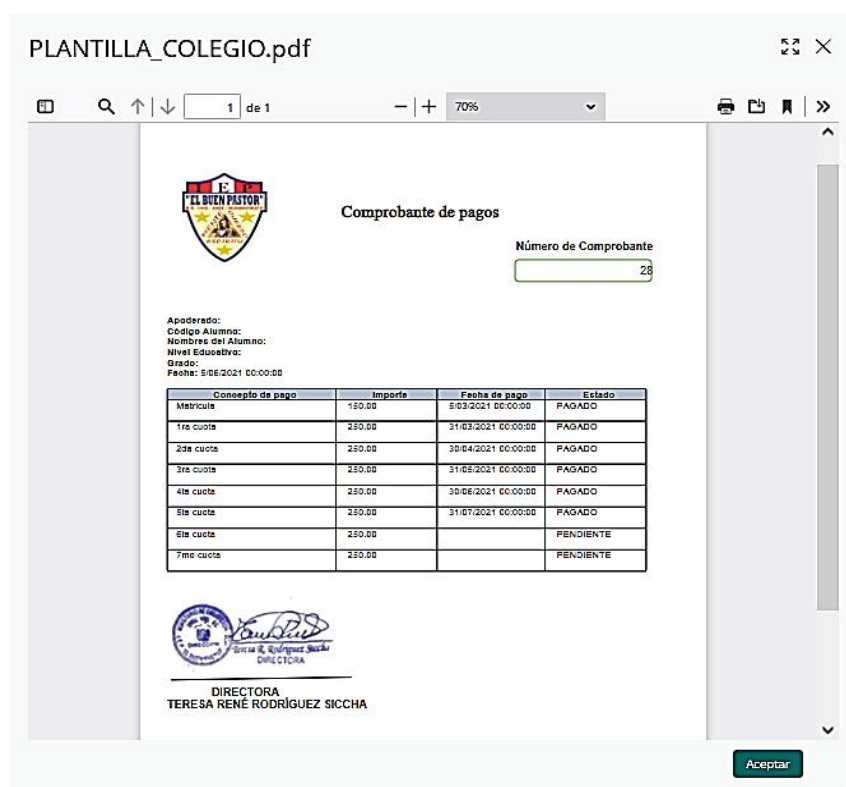 PLANTILLA_COLEGIO.pdf
1 de 1
70%
I E P
"EL BUEN PASTOR"
Comprobante de pagos
Número de Comprobante
28
Apoderado:
Código Alumno:
Nombres del Alumno:
Nivel Educativo:
Grado:
Fecha: 5/06/2021 00:00:00
Concepto de pago Importe Fecha de pago Estado
Matricula 150.00 5/03/2021 00:00:00 PAGADO
1ra cuota 250.00 31/03/2021 00:00:00 PAGADO
2da cuota 250.00 30/04/2021 00:00:00 PAGADO
3ra cuota 250.00 31/05/2021 00:00:00 PAGADO
4ta cuota 250.00 30/06/2021 00:00:00 PAGADO
5ta cuota 250.00 31/07/2021 00:00:00 PAGADO
6ta cuota 250.00 PENDIENTE
7mo cuota 250.00 PENDIENTE
Teresa R. Rodriguez Siccha
DIRECTORA
DIRECTORA
TERESA RENÉ RODRÍGUEZ SICCHA
Aceptar